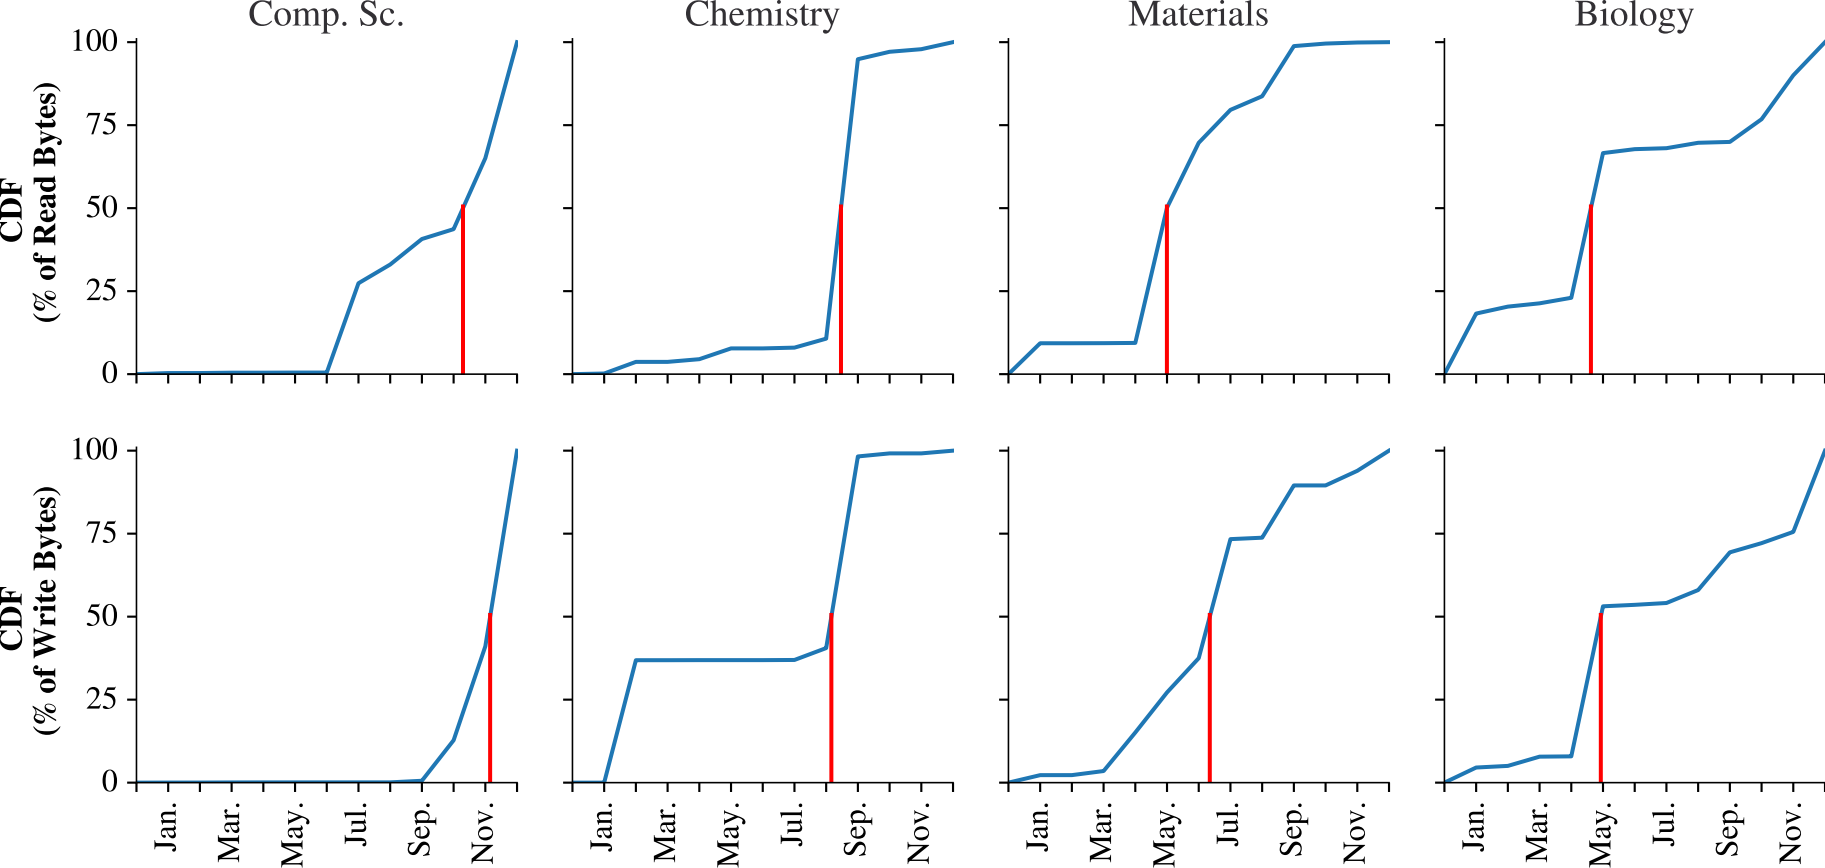 Comp. Sc. Chemistry Materials Biology
CDF
(% of Read Bytes)
100
75
50
25
0
CDF
(% of Write Bytes)
100
75
50
25
0
Jan. Mar. May. Jul. Sep. Nov. Jan. Mar. May. Jul. Sep. Nov. Jan. Mar. May. Jul. Sep. Nov. Jan. Mar. May. Jul. Sep. Nov.